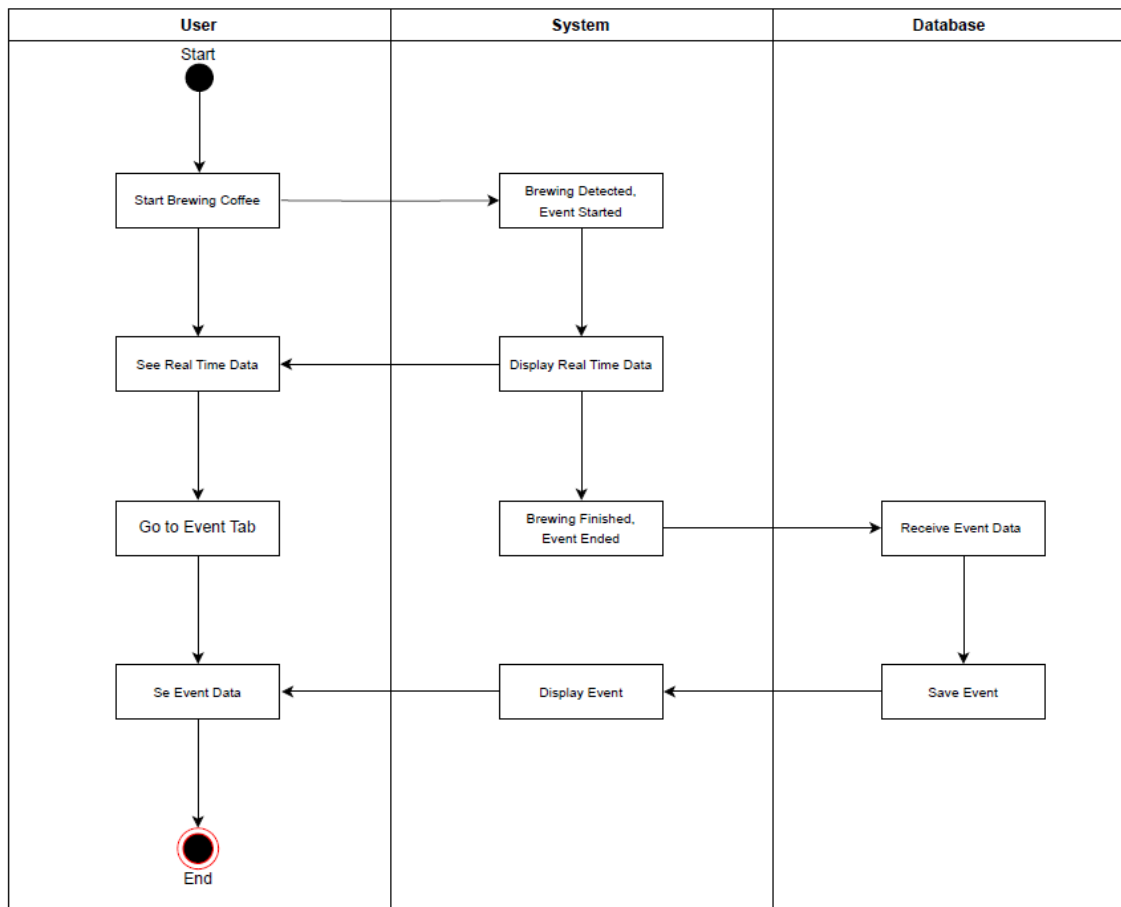 User
System
Database
Start
Start Brewing Coffee
Brewing Detected,
Event Started
See Real Time Data
Display Real Time Data
Go to Event Tab
Brewing Finished,
Event Ended
Receive Event Data
Se Event Data
Display Event
Save Event
End